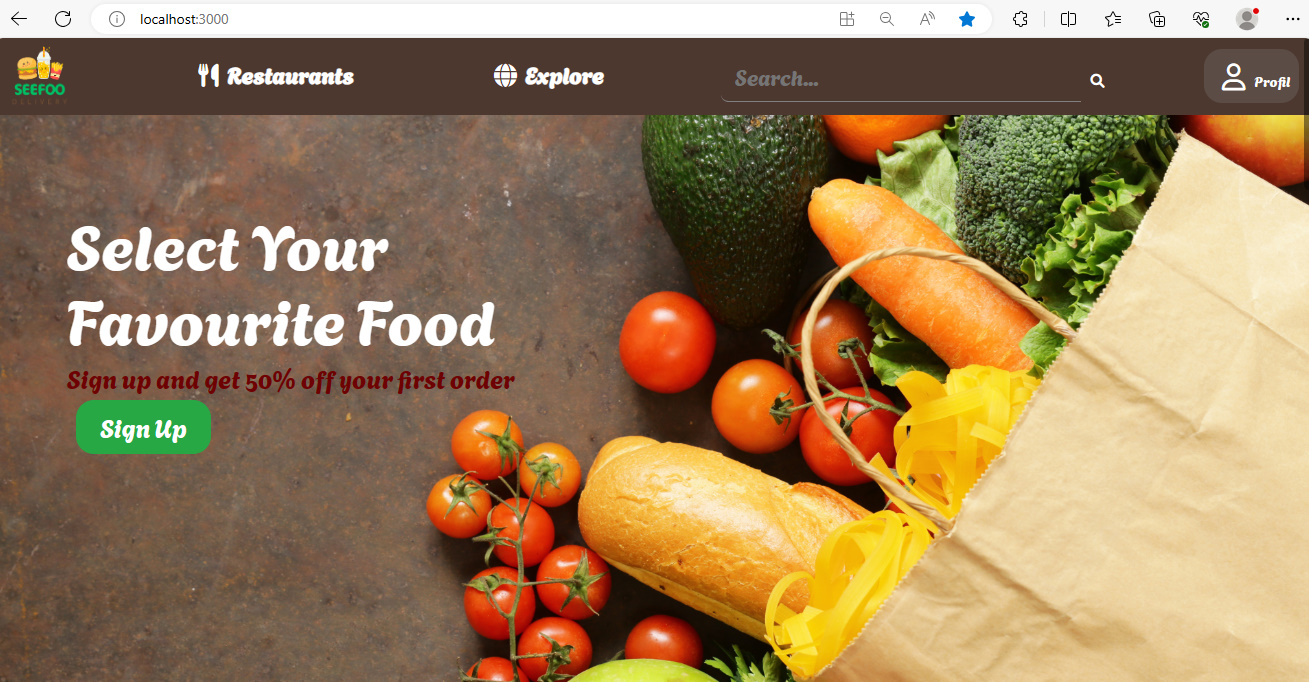 localhost:3000
SEEFOO
DELIVERY
Restaurants
Explore
Search...
Profil
Select Your
Favourite Food
Sign up and get 50% off your first order
Sign Up